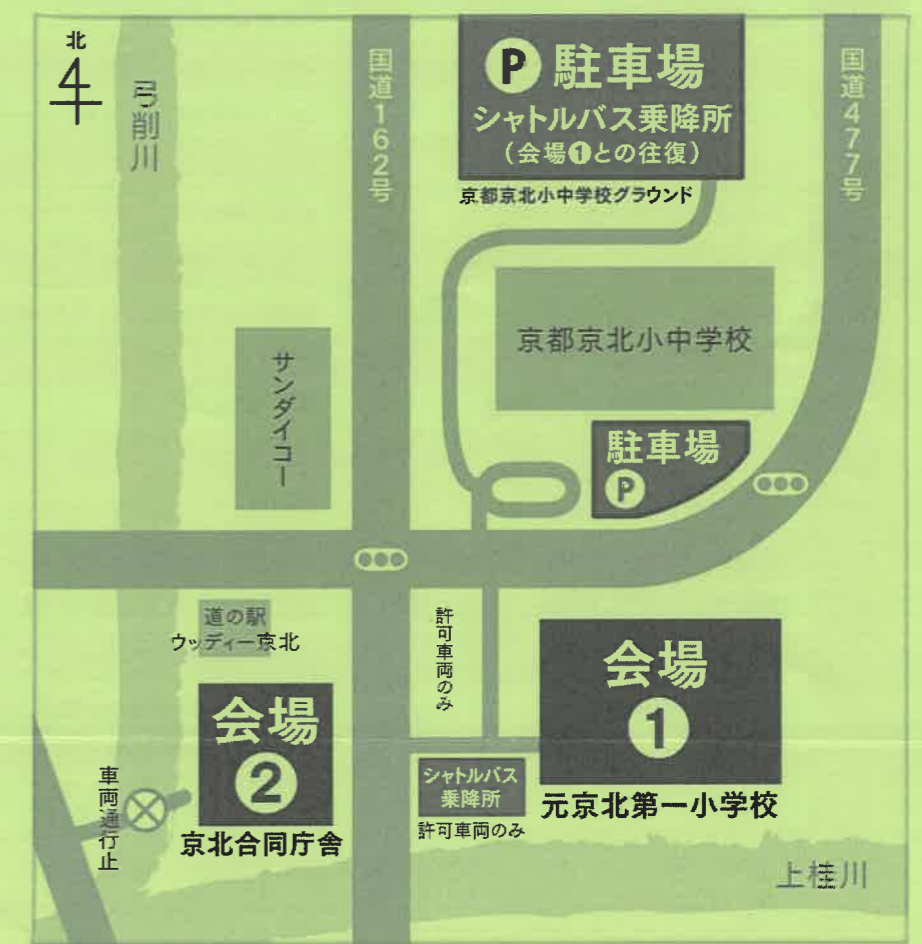 北
弓削川
国道162号
P 駐車場
シャトルバス乗降所
(会場❶との往復)
京都京北小中学校グラウンド
国道477号
京都京北小中学校
サンダイコー
駐車場
P
道の駅
ウッディー京北
許可車両のみ
会場
1
元京北第一小学校
会場
2
京北合同庁舎
シャトルバス
乗降所
許可車両のみ
車両通行止
上桂川